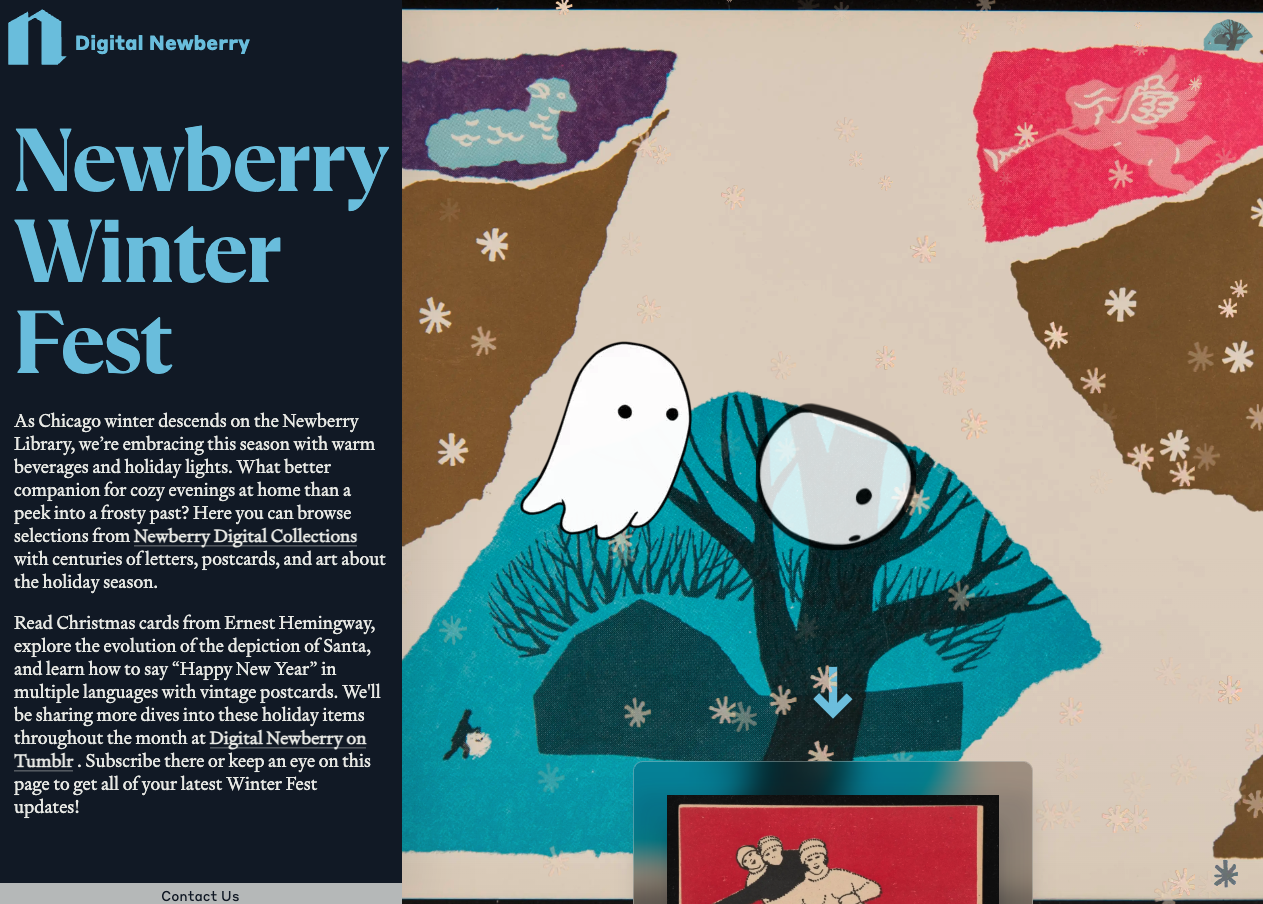 Digital Newberry
Newberry
Winter
Fest
As Chicago winter descends on the Newberry
Library, we’re embracing this season with warm
beverages and holiday lights. What better
companion for cozy evenings at home than a
peek into a frosty past? Here you can browse
selections from Newberry Digital Collections
with centuries of letters, postcards, and art about
the holiday season.
Read Christmas cards from Ernest Hemingway,
explore the evolution of the depiction of Santa,
and learn how to say “Happy New Year” in
multiple languages with vintage postcards. We'll
be sharing more dives into these holiday items
throughout the month at Digital Newberry on
Tumblr . Subscribe there or keep an eye on this
page to get all of your latest Winter Fest
updates!
Contact Us